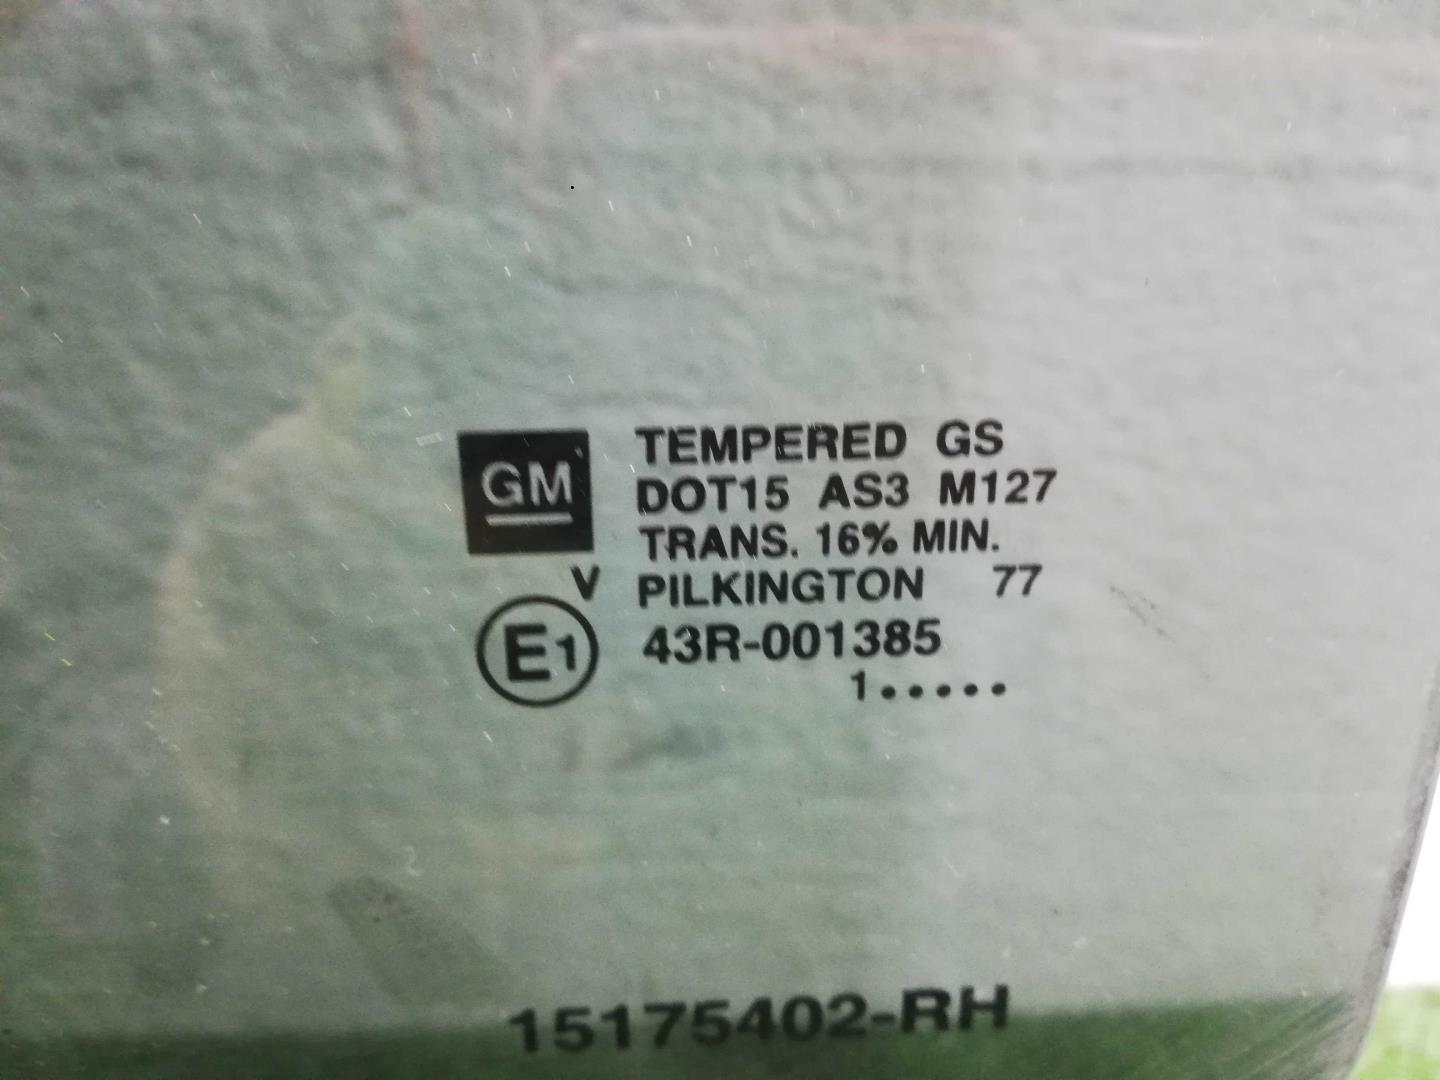 GM
TEMPERED GS
DOT15 AS3 M127
TRANS. 16% MIN.
V PILKINGTON 77
E1 43R-001385
1•••••
15175402-RH